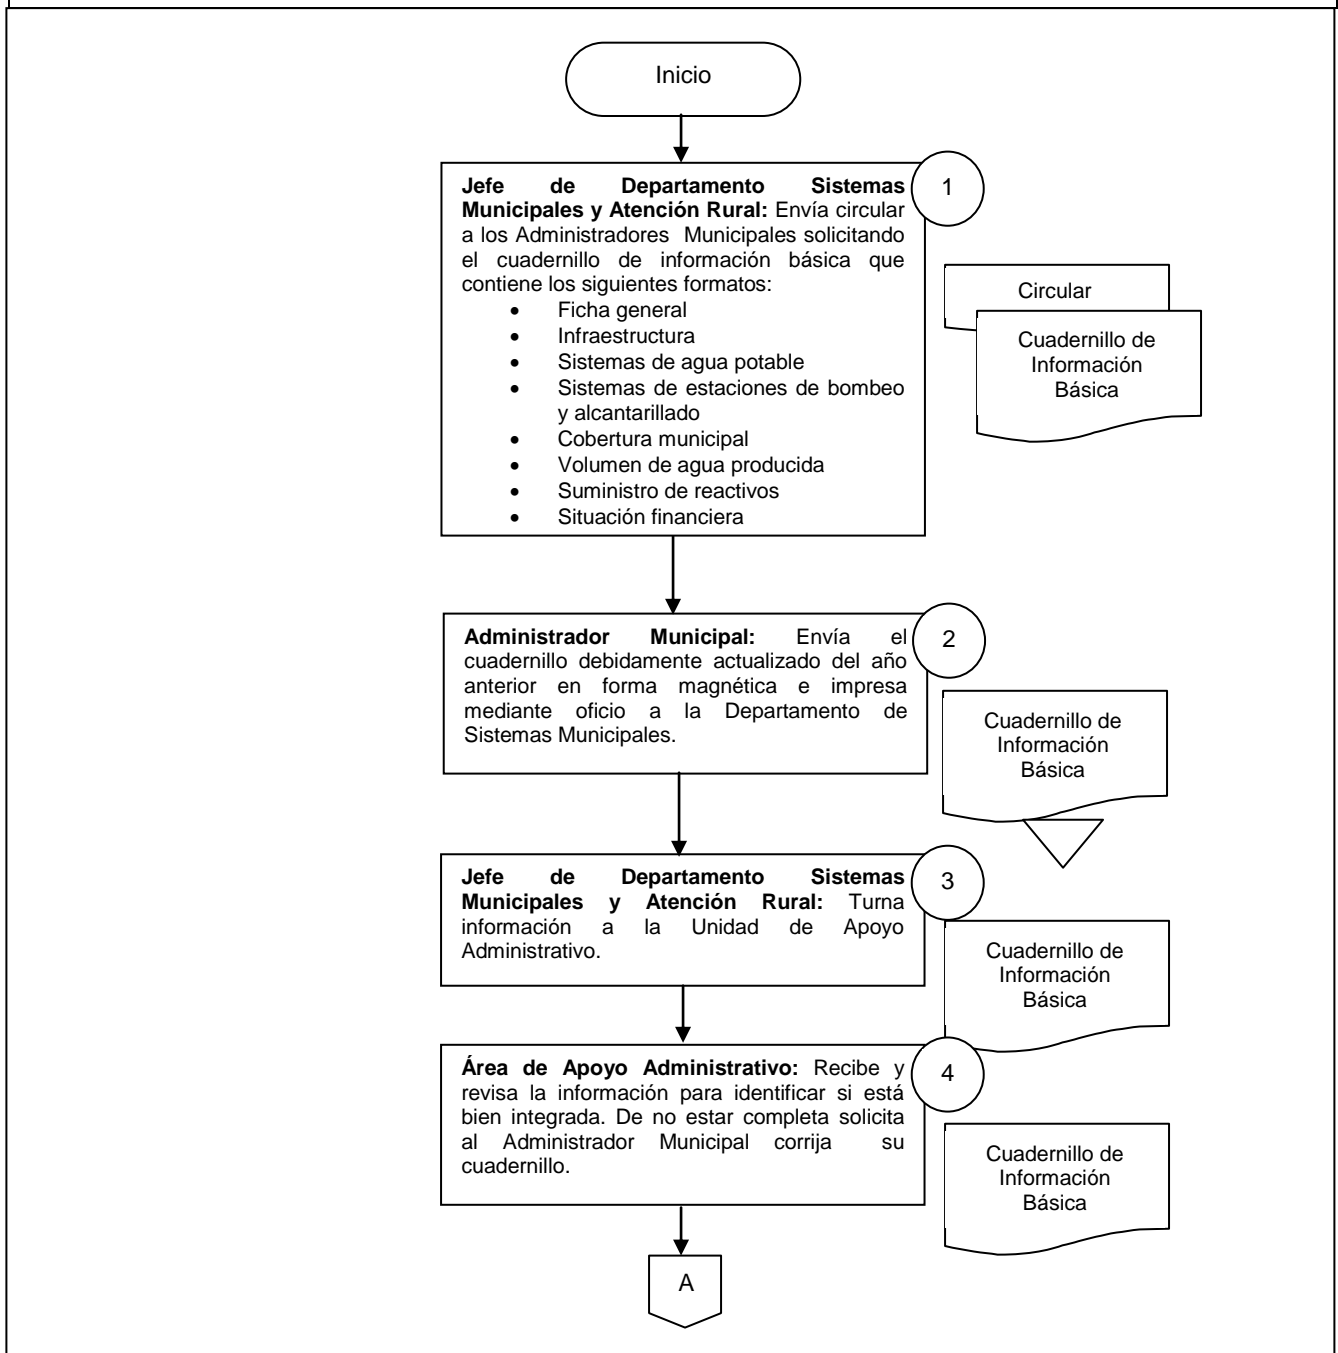 Inicio
1
Jefe de Departamento Sistemas
Municipales y Atención Rural: Envía circular
a los Administradores Municipales solicitando
el cuadernillo de información básica que
contiene los siguientes formatos:
• Ficha general
• Infraestructura
• Sistemas de agua potable
• Sistemas de estaciones de bombeo
y alcantarillado
• Cobertura municipal
• Volumen de agua producida
• Suministro de reactivos
• Situación financiera
Circular
Cuadernillo de
Información
Básica
2
Administrador Municipal: Envía el
cuadernillo debidamente actualizado del año
anterior en forma magnética e impresa
mediante oficio a la Departamento de
Sistemas Municipales.
Cuadernillo de
Información
Básica
3
Jefe de Departamento Sistemas
Municipales y Atención Rural: Turna
información a la Unidad de Apoyo
Administrativo.
Cuadernillo de
Información
Básica
4
Área de Apoyo Administrativo: Recibe y
revisa la información para identificar si está
bien integrada. De no estar completa solicita
al Administrador Municipal corrija su
cuadernillo.
Cuadernillo de
Información
Básica
A